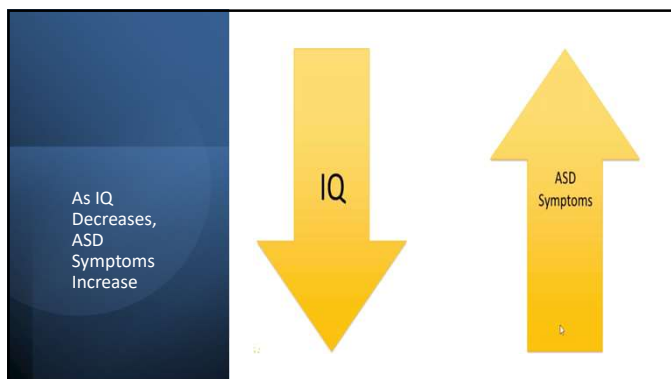 As IQ
Decreases,
ASD
Symptoms
Increase
IQ
ASD
Symptoms